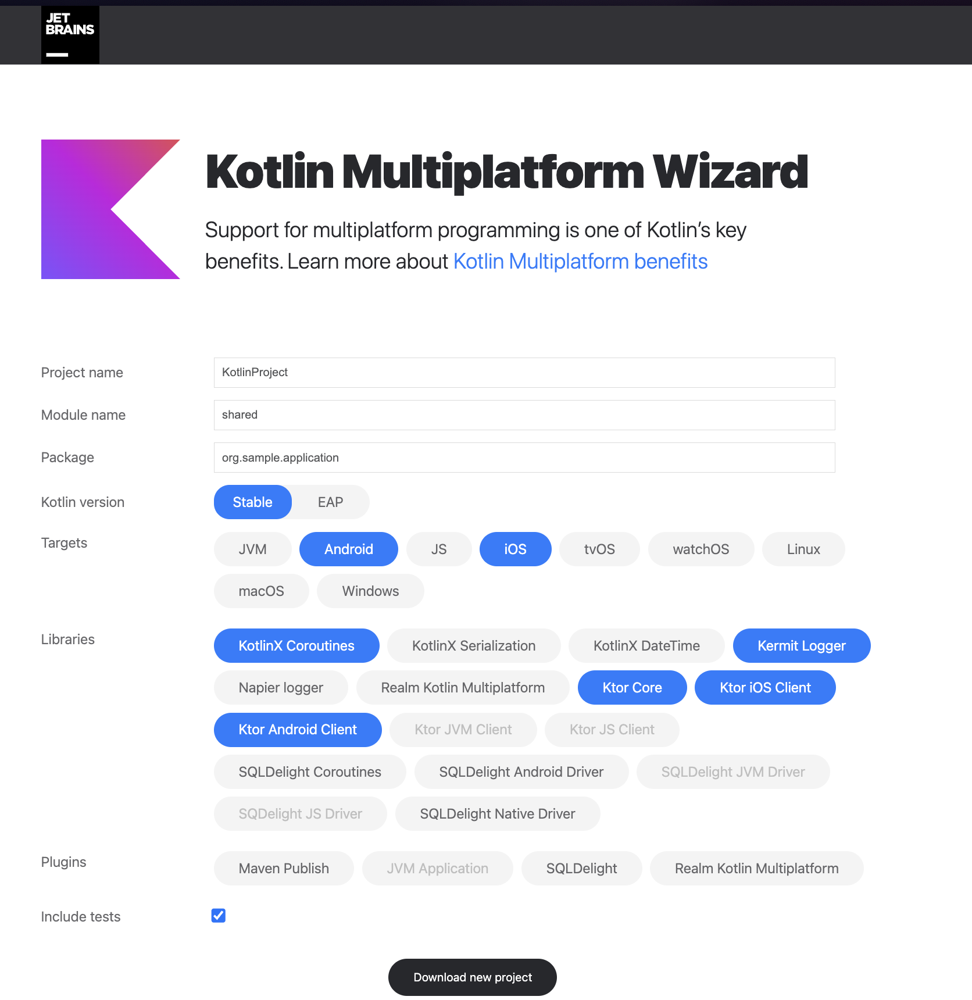 JET
BRAINS
Kotlin Multiplatform Wizard
Support for multiplatform programming is one of Kotlin’s key
benefits. Learn more about Kotlin Multiplatform benefits
Project name KotlinProject
Module name shared
Package org.sample.application
Kotlin version Stable EAP
Targets JVM Android JS iOS tvOS watchOS Linux
macOS Windows
Libraries KotlinX Coroutines KotlinX Serialization KotlinX DateTime Kermit Logger
Napier logger Realm Kotlin Multiplatform Ktor Core Ktor iOS Client
Ktor Android Client Ktor JVM Client Ktor JS Client
SQLDelight Coroutines SQLDelight Android Driver SQLDelight JVM Driver
SQDelight JS Driver SQLDelight Native Driver
Plugins Maven Publish JVM Application SQLDelight Realm Kotlin Multiplatform
Include tests
Download new project